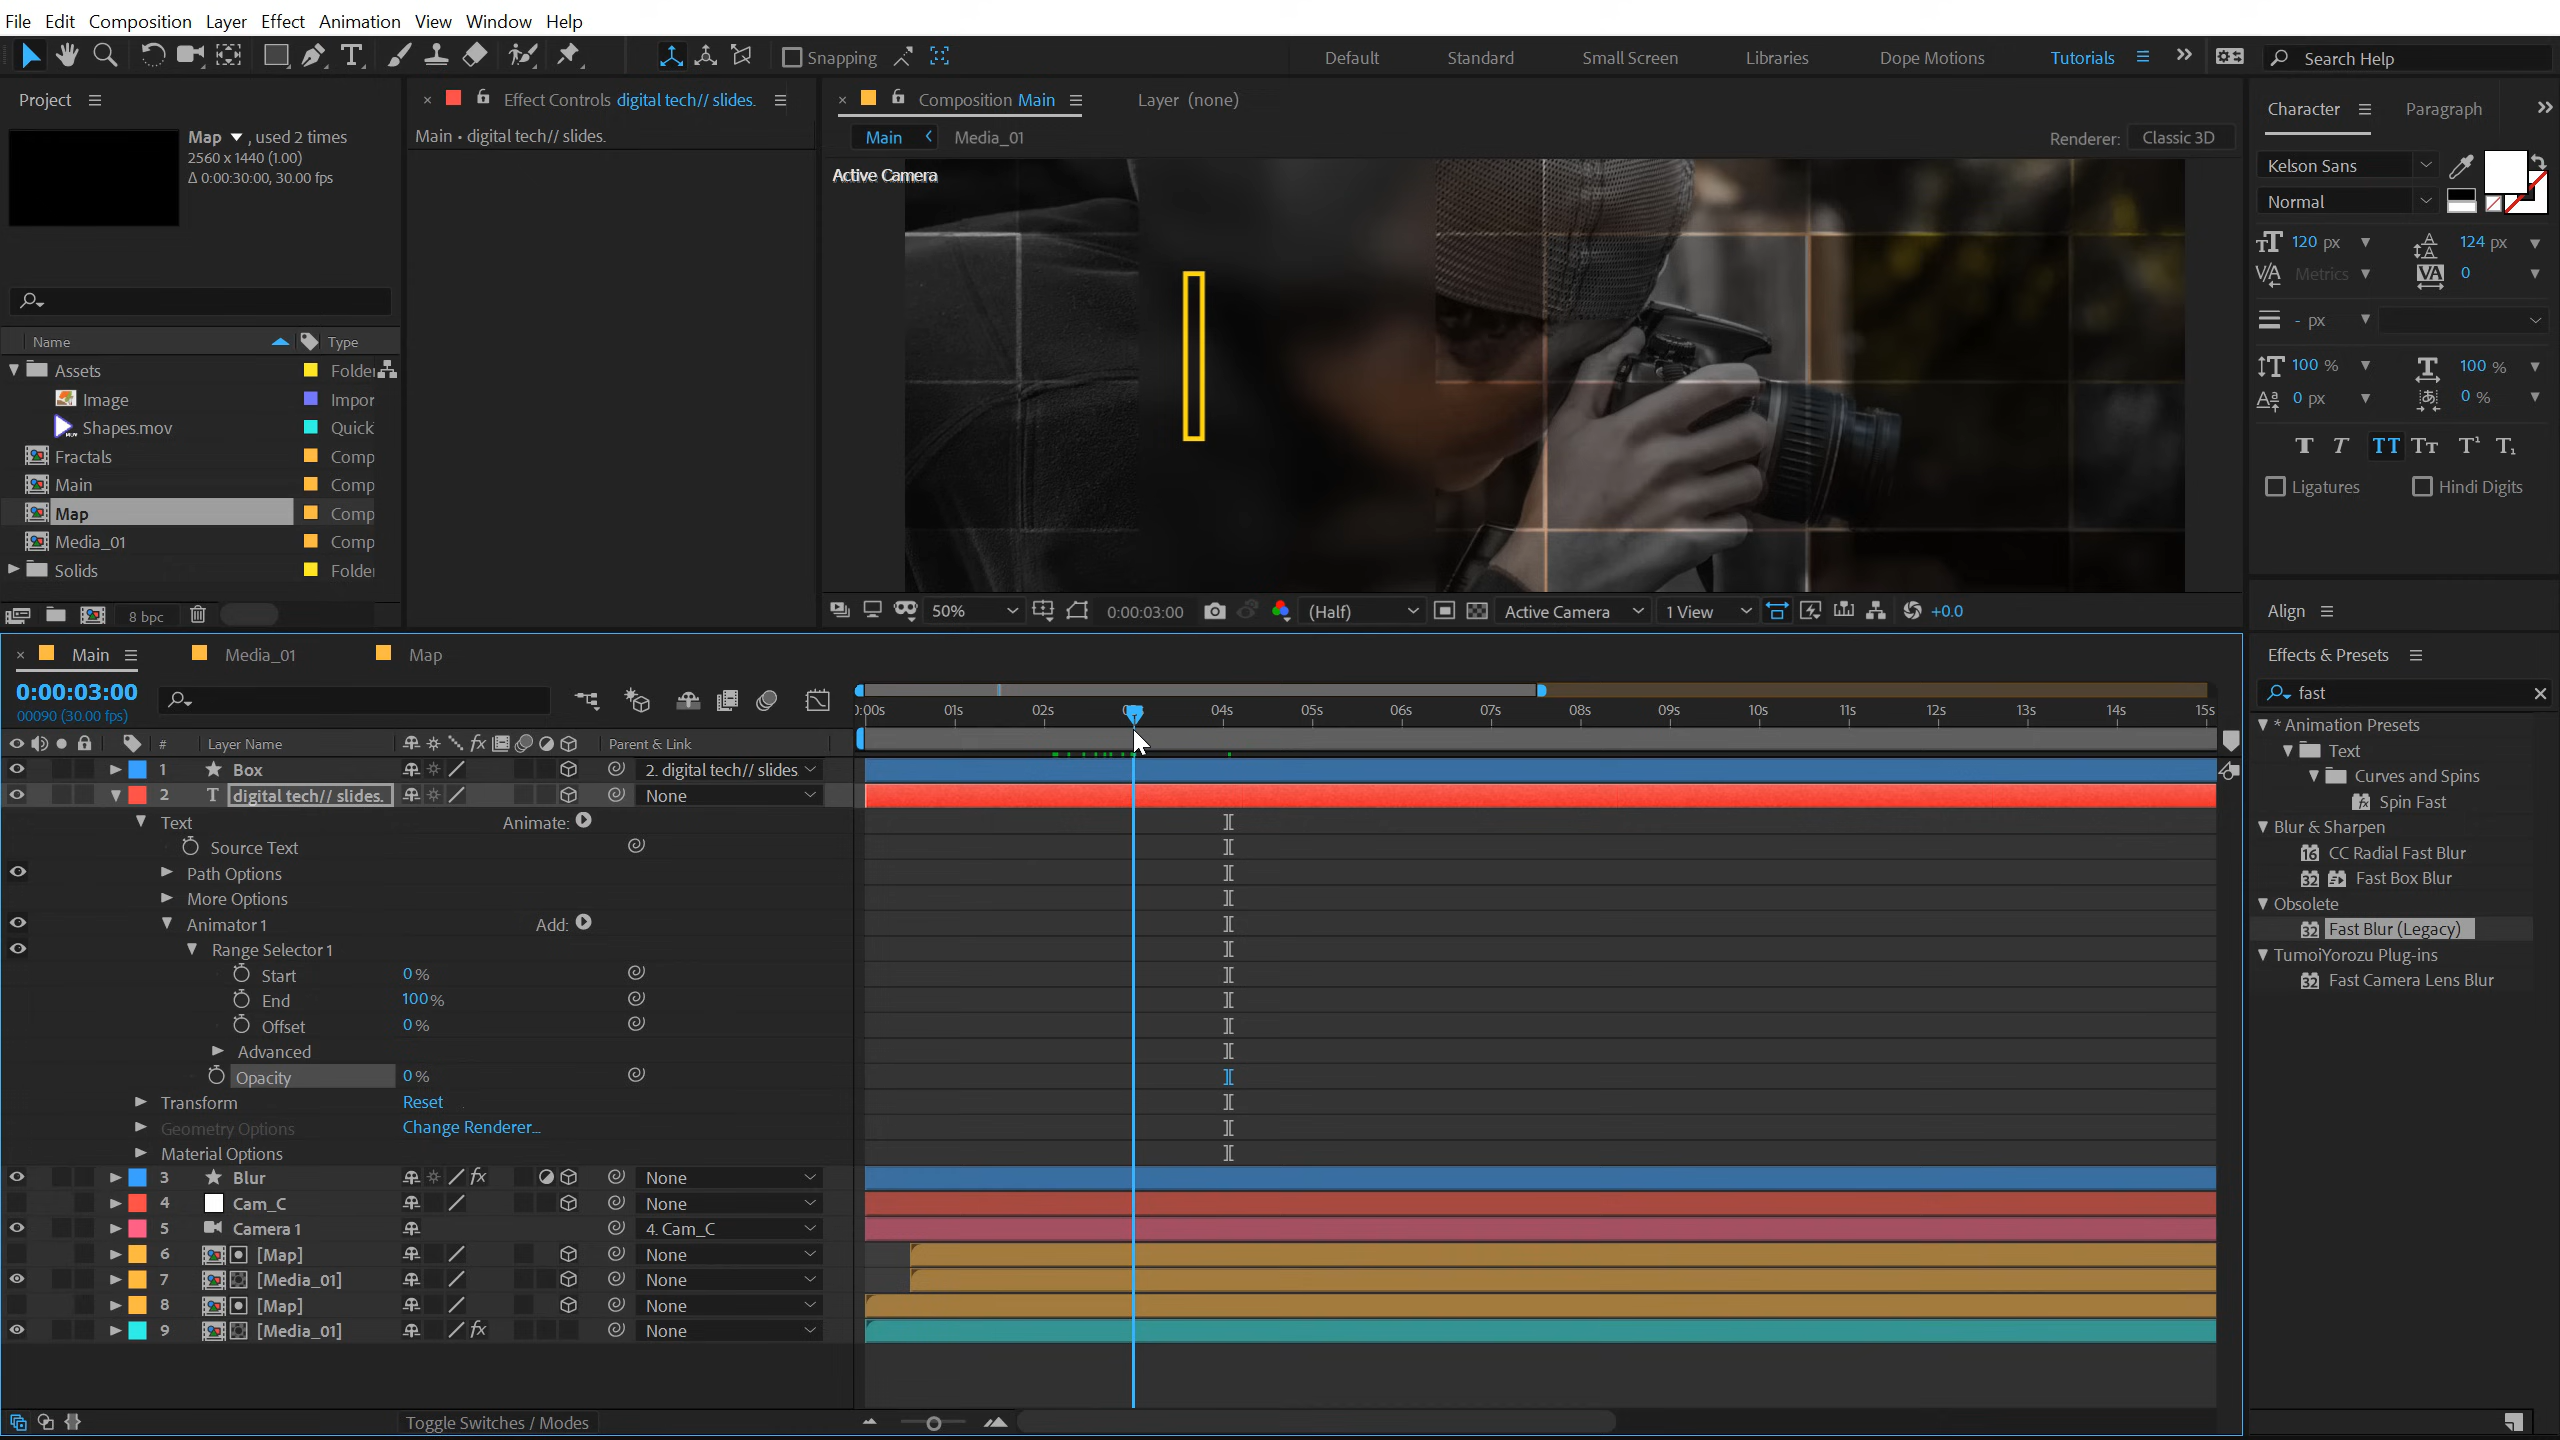 File Edit Composition Layer Effect Animation View Window Help
Snapping Default Standard Small Screen Libraries Dope Motions Tutorials Search Help
Project
Map , used 2 times
2560 x 1440 (1.00)
Δ 0:00:30:00, 30.00 fps
Name Type
Assets Folder
Image Impor
Shapes.mov Quick
Fractals Comp
Main Comp
Map Comp
Media_01 Comp
Solids Folder
8 bpc
Effect Controls digital tech// slides.
Main • digital tech// slides.
Composition Main Layer (none)
Main Media_01 Renderer: Classic 3D
Active Camera
50% 0:00:03:00 (Half) Active Camera 1 View +0.0
Character Paragraph
Kelson Sans
Normal
120 px 124 px
Metrics 0
- px
100 % 100 %
0 px 0 %
TT Tт T¹ T₁
Ligatures Hindi Digits
Align
Effects & Presets
fast
* Animation Presets
Text
Curves and Spins
Spin Fast
Blur & Sharpen
16 CC Radial Fast Blur
32 Fast Box Blur
Obsolete
32 Fast Blur (Legacy)
TumoiYorozu Plug-ins
32 Fast Camera Lens Blur
Main Media_01 Map
0:00:03:00
00090 (30.00 fps)
0:00s 01s 02s 04s 05s 06s 07s 08s 09s 10s 11s 12s 13s 14s 15s
# Layer Name fx Parent & Link
1 Box 2. digital tech// slides
2 T digital tech// slides. None
Text Animate:
Source Text
Path Options
More Options
Animator 1 Add:
Range Selector 1
Start 0 %
End 100 %
Offset 0 %
Advanced
Opacity 0 %
Transform Reset
Geometry Options Change Renderer...
Material Options
3 Blur fx None
4 Cam_C None
5 Camera 1 4. Cam_C
6 [Map] None
7 [Media_01] None
8 [Map] None
9 [Media_01] fx None
Toggle Switches / Modes